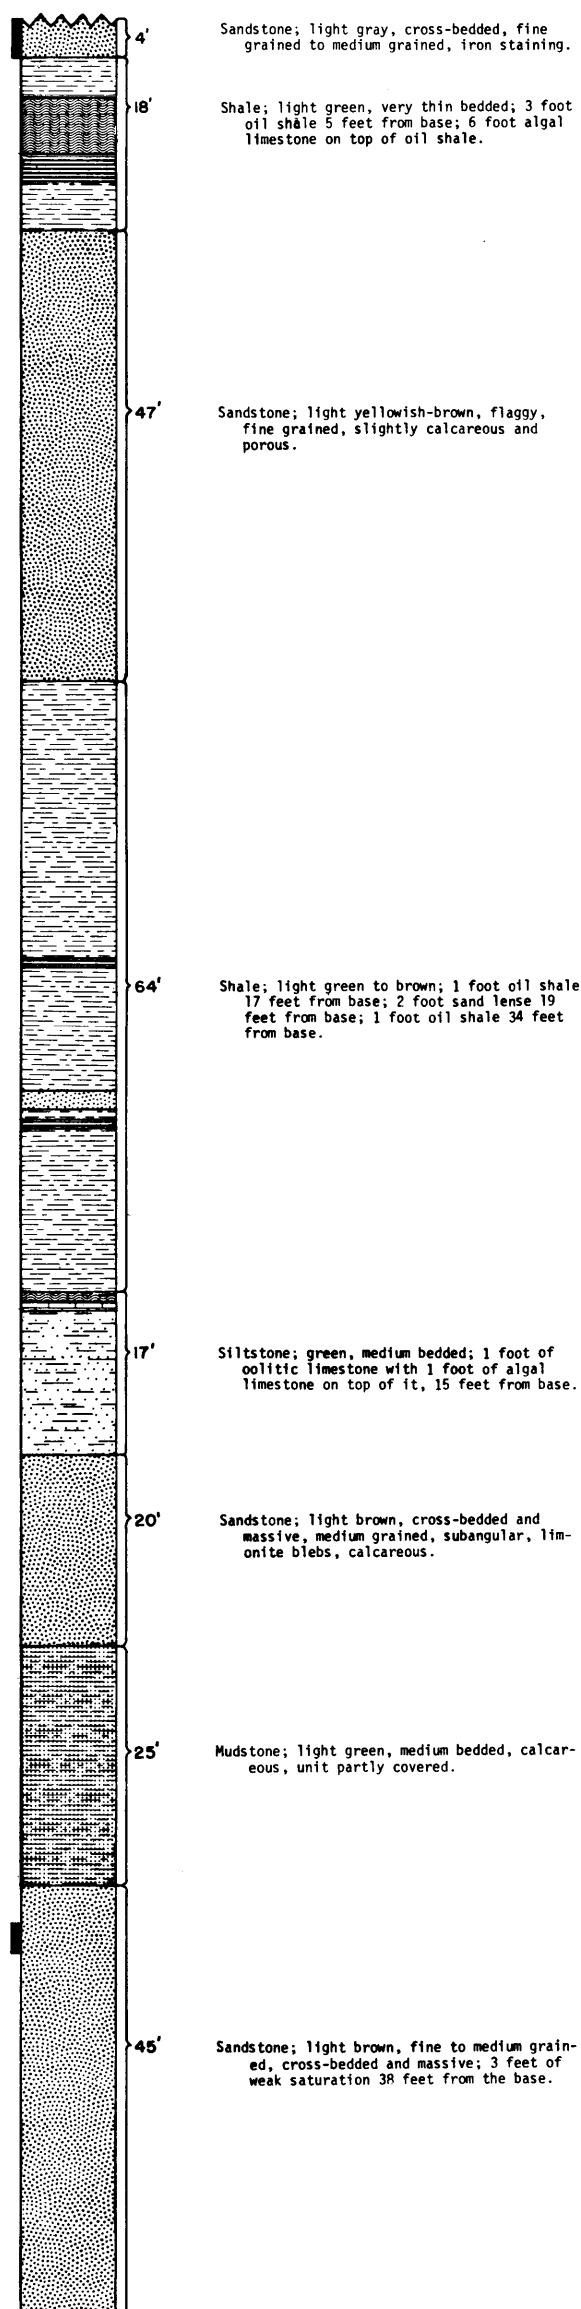 4'
Sandstone; light gray, cross-bedded, fine
grained to medium grained, iron staining.
18'
Shale; light green, very thin bedded; 3 foot
oil shale 5 feet from base; 6 foot algal
limestone on top of oil shale.
47'
Sandstone; light yellowish-brown, flaggy,
fine grained, slightly calcareous and
porous.
64'
Shale; light green to brown; 1 foot oil shale
17 feet from base; 2 foot sand lense 19
feet from base; 1 foot oil shale 34 feet
from base.
17'
Siltstone; green, medium bedded; 1 foot of
oolitic limestone with 1 foot of algal
limestone on top of it, 15 feet from base.
20'
Sandstone; light brown, cross-bedded and
massive, medium grained, subangular, lim-
onite blebs, calcareous.
25'
Mudstone; light green, medium bedded, calcar-
eous, unit partly covered.
45'
Sandstone; light brown, fine to medium grain-
ed, cross-bedded and massive; 3 feet of
weak saturation 38 feet from the base.